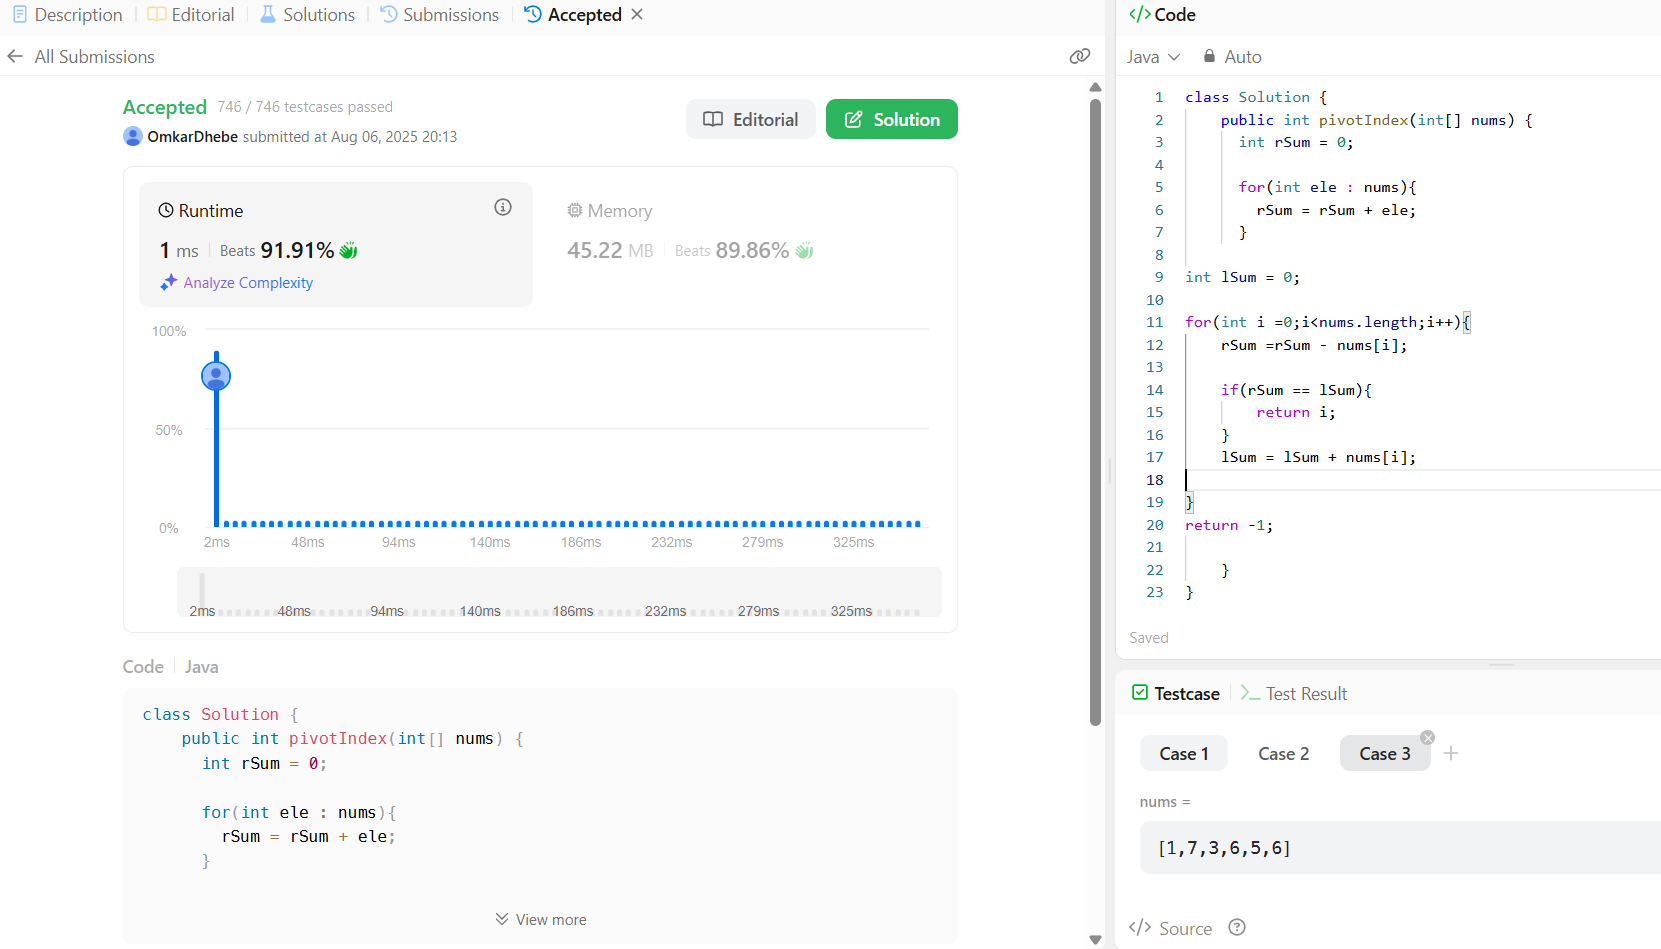 Description
Editorial
Solutions
Submissions
Accepted
All Submissions
Accepted 746 / 746 testcases passed
OmkarDhebe submitted at Aug 06, 2025 20:13
Editorial
Solution
Runtime
1 ms Beats 91.91%
Analyze Complexity
Memory
45.22 MB Beats 89.86%
100%
50%
0%
2ms 48ms 94ms 140ms 186ms 232ms 279ms 325ms
2ms 48ms 94ms 140ms 186ms 232ms 279ms 325ms
Code Java
class Solution {
    public int pivotIndex(int[] nums) {
      int rSum = 0;
      for(int ele : nums){
        rSum = rSum + ele;
      }
View more
</> Code
Java Auto
1 class Solution {
2     public int pivotIndex(int[] nums) {
3       int rSum = 0;
4
5       for(int ele : nums){
6         rSum = rSum + ele;
7       }
8
9 int lSum = 0;
10
11 for(int i =0;i<nums.length;i++){
12     rSum =rSum - nums[i];
13
14     if(rSum == lSum){
15         return i;
16     }
17     lSum = lSum + nums[i];
18
19 }
20 return -1;
21
22     }
23 }
Saved
Testcase
Test Result
Case 1 Case 2 Case 3
nums =
[1,7,3,6,5,6]
</> Source